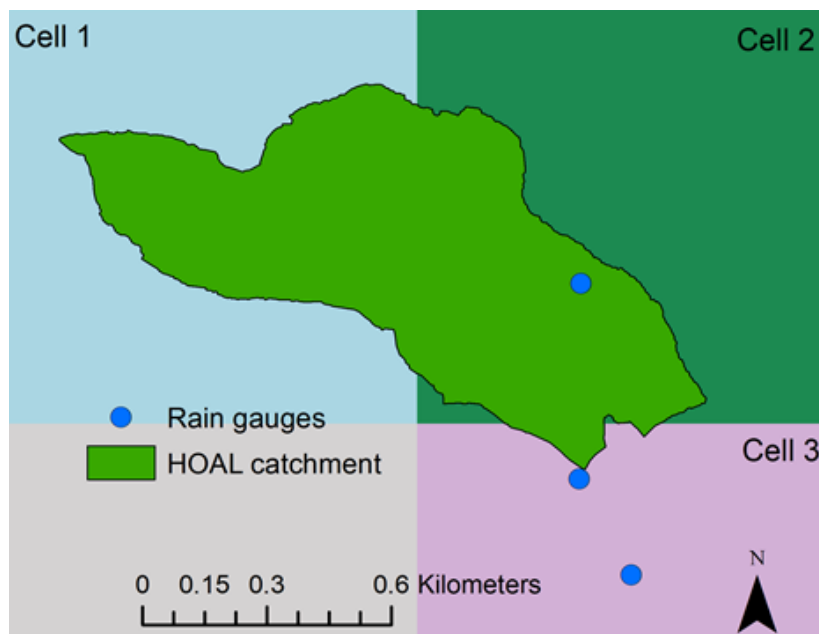 Cell 1
Cell 2
Rain gauges
HOAL catchment
Cell 3
0 0.15 0.3 0.6 Kilometers
N